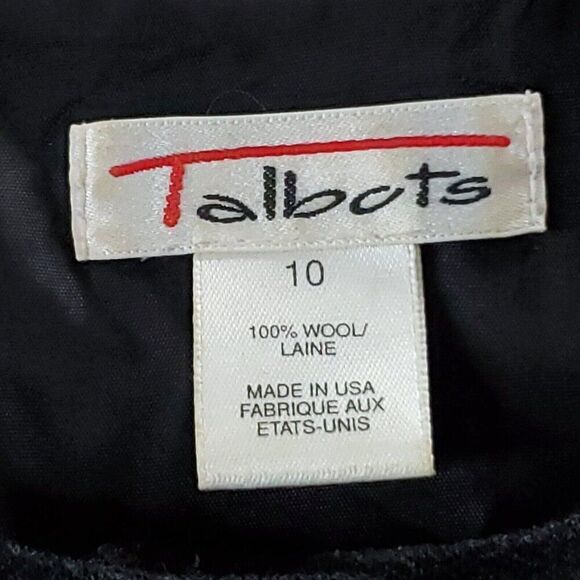 Talbots
10
100% WOOL/
LAINE
MADE IN USA
FABRIQUE AUX
ETATS-UNIS